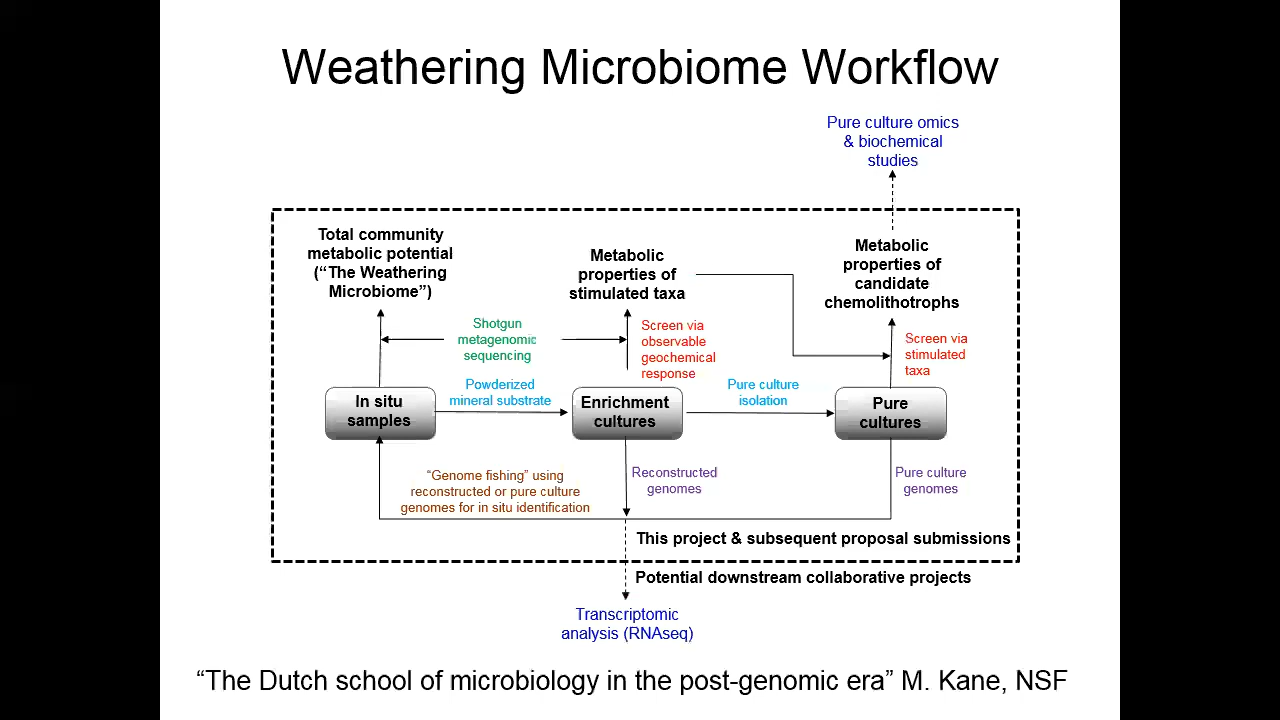 Weathering Microbiome Workflow
Pure culture omics
& biochemical
studies
Total community
metabolic potential
(“The Weathering
Microbiome”)
Metabolic
properties of
stimulated taxa
Metabolic
properties of
candidate
chemolithotrophs
Shotgun
metagenomic
sequencing
Screen via
observable
geochemical
response
Screen via
stimulated
taxa
In situ
samples
Powderized
mineral substrate
Enrichment
cultures
Pure culture
isolation
Pure
cultures
“Genome fishing” using
reconstructed or pure culture
genomes for in situ identification
Reconstructed
genomes
Pure culture
genomes
This project & subsequent proposal submissions
Potential downstream collaborative projects
Transcriptomic
analysis (RNAseq)
“The Dutch school of microbiology in the post-genomic era” M. Kane, NSF